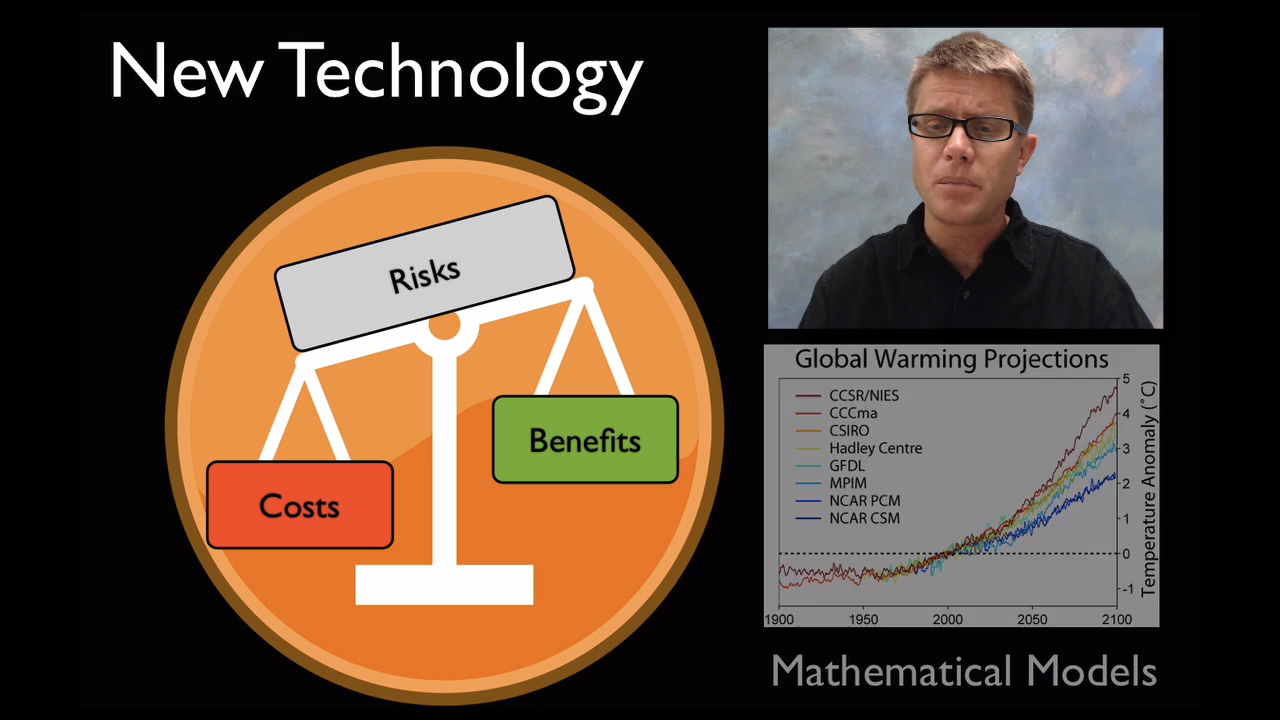 New Technology
Risks
Benefits
Costs
Global Warming Projections
CCSR/NIES
CCCma
CSIRO
Hadley Centre
GFDL
MPIM
NCAR PCM
NCAR CSM
5
4
3
2
1
0
-1
Temperature Anomaly (˚C)
1900 1950 2000 2050 2100
Mathematical Models